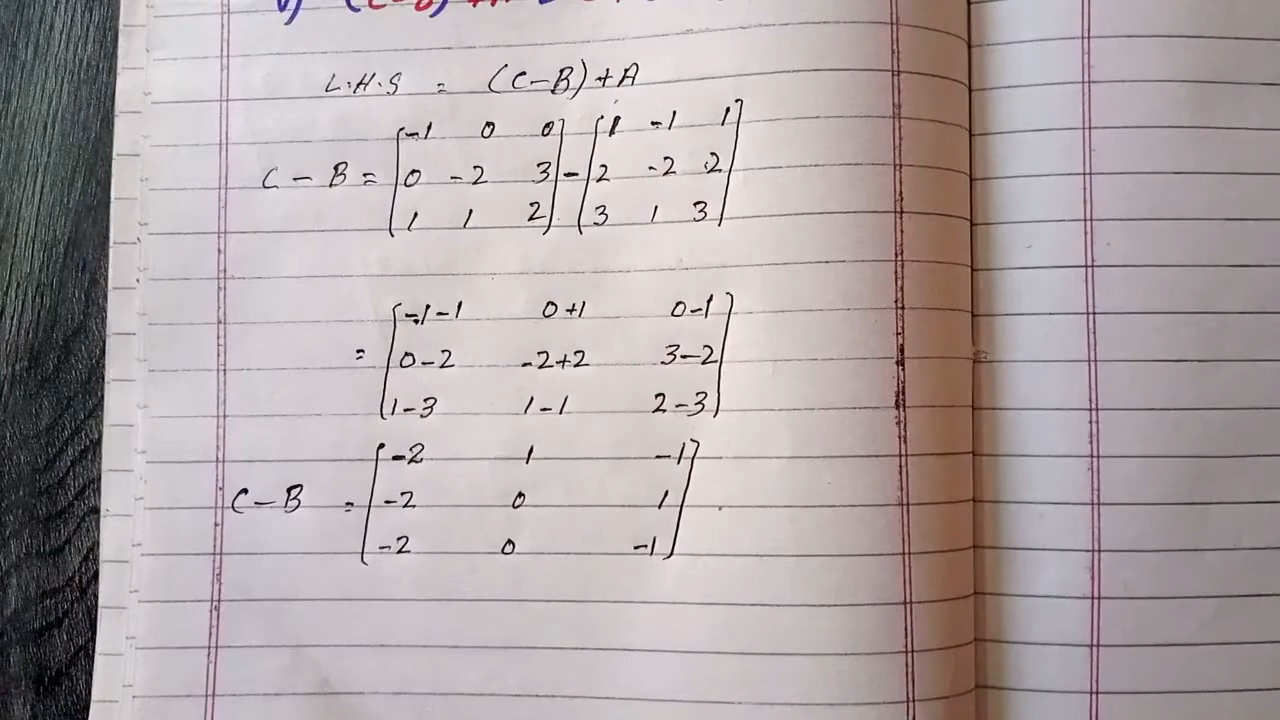 v) (C-B)+A
L.H.S = (C-B)+A
C - B = [-1 0 0] - [1 -1 1]
[0 -2 3] [2 -2 2]
[1 1 2] [3 1 3]
= [-1-1 0+1 0-1]
[0-2 -2+2 3-2]
[1-3 1-1 2-3]
C-B = [-2 1 -1]
[-2 0 1]
[-2 0 -1]